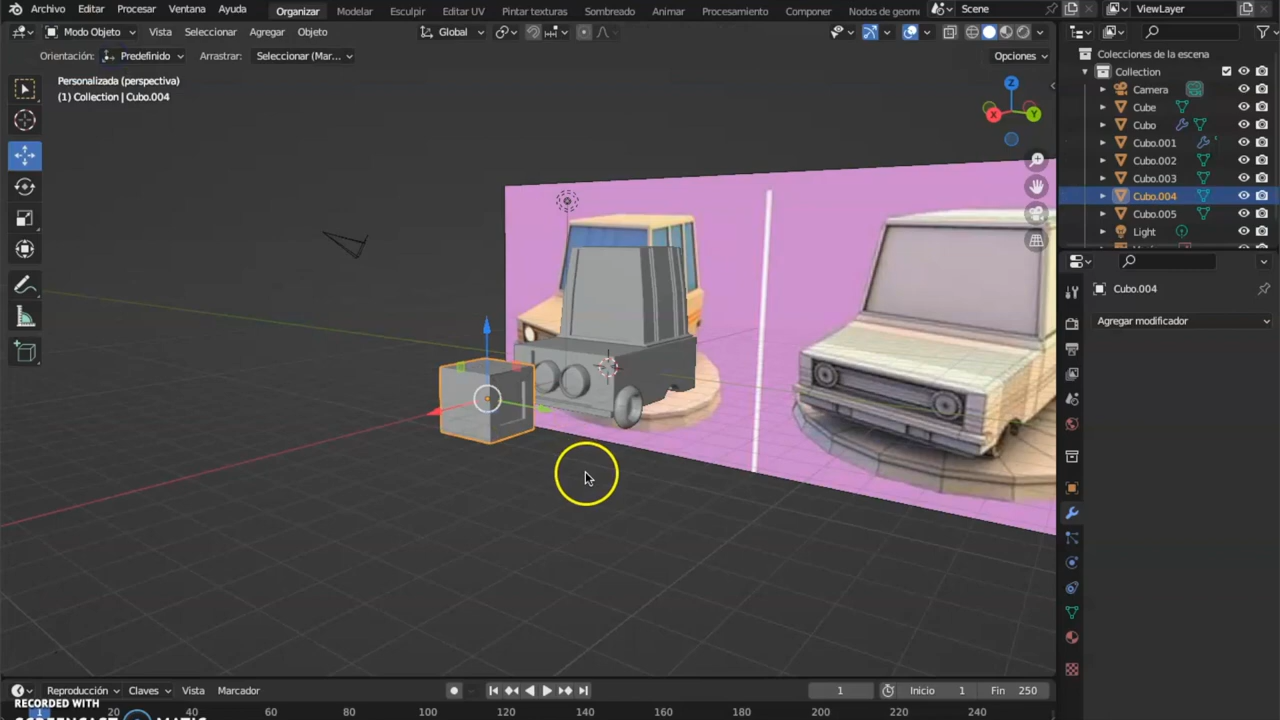 Archivo Editar Procesar Ventana Ayuda Organizar Modelar Esculpir Editar UV Pintar texturas Sombreado Animar Procesamiento Componer Nodos de geome Scene ViewLayer
Modo Objeto Vista Seleccionar Agregar Objeto Global
Orientación: Predefinido Arrastrar: Seleccionar (Mar... Opciones
Personalizada (perspectiva)
(1) Collection | Cubo.004
Z
X
Y
Colecciones de la escena
Collection
Camera
Cube
Cubo
Cubo.001
Cubo.002
Cubo.003
Cubo.004
Cubo.005
Light
Cubo.004
Agregar modificador
Reproducción Claves Vista Marcador 1 Inicio 1 Fin 250
RECORDED WITH
1 20 40 60 80 100 120 140 160 180 200 220 240